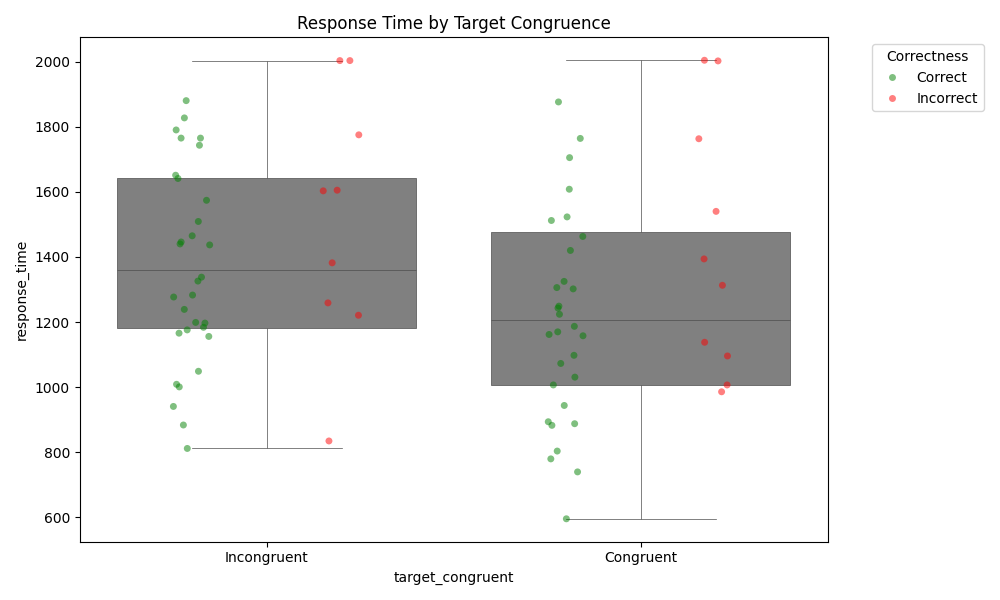 Response Time by Target Congruence
Correctness
Correct
Incorrect
response_time
2000
1800
1600
1400
1200
1000
800
600
Incongruent
Congruent
target_congruent